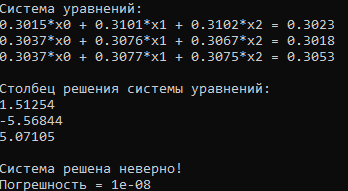 Система уравнений:
0.3015*x0 + 0.3101*x1 + 0.3102*x2 = 0.3023
0.3037*x0 + 0.3076*x1 + 0.3067*x2 = 0.3018
0.3037*x0 + 0.3077*x1 + 0.3075*x2 = 0.3053
Столбец решения системы уравнений:
1.51254
-5.56844
5.07105
Система решена неверно!
Погрешность = 1e-08